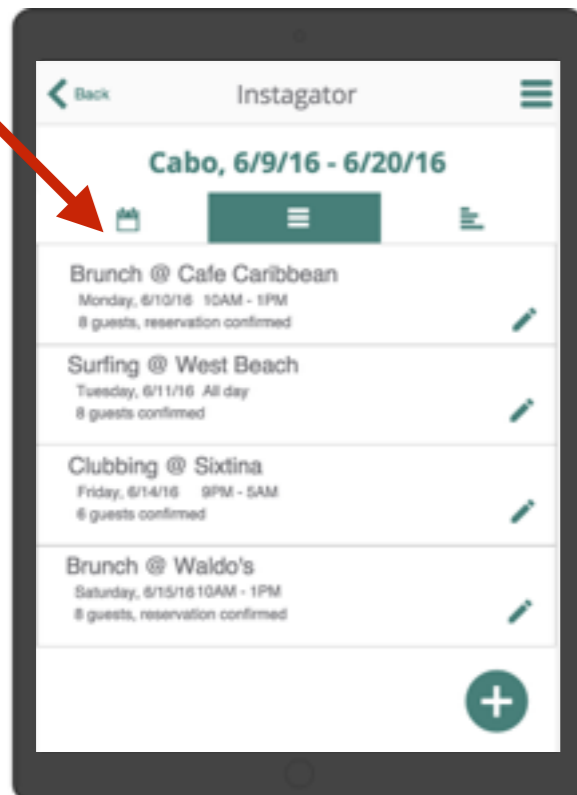 Back
Instagator
Cabo, 6/9/16 - 6/20/16
Brunch @ Cafe Caribbean
Monday, 6/10/16 10AM - 1PM
8 guests, reservation confirmed
Surfing @ West Beach
Tuesday, 6/11/16 All day
8 guests confirmed
Clubbing @ Sixtina
Friday, 6/14/16 9PM - 5AM
6 guests confirmed
Brunch @ Waldo's
Saturday, 6/15/16 10AM - 1PM
8 guests, reservation confirmed